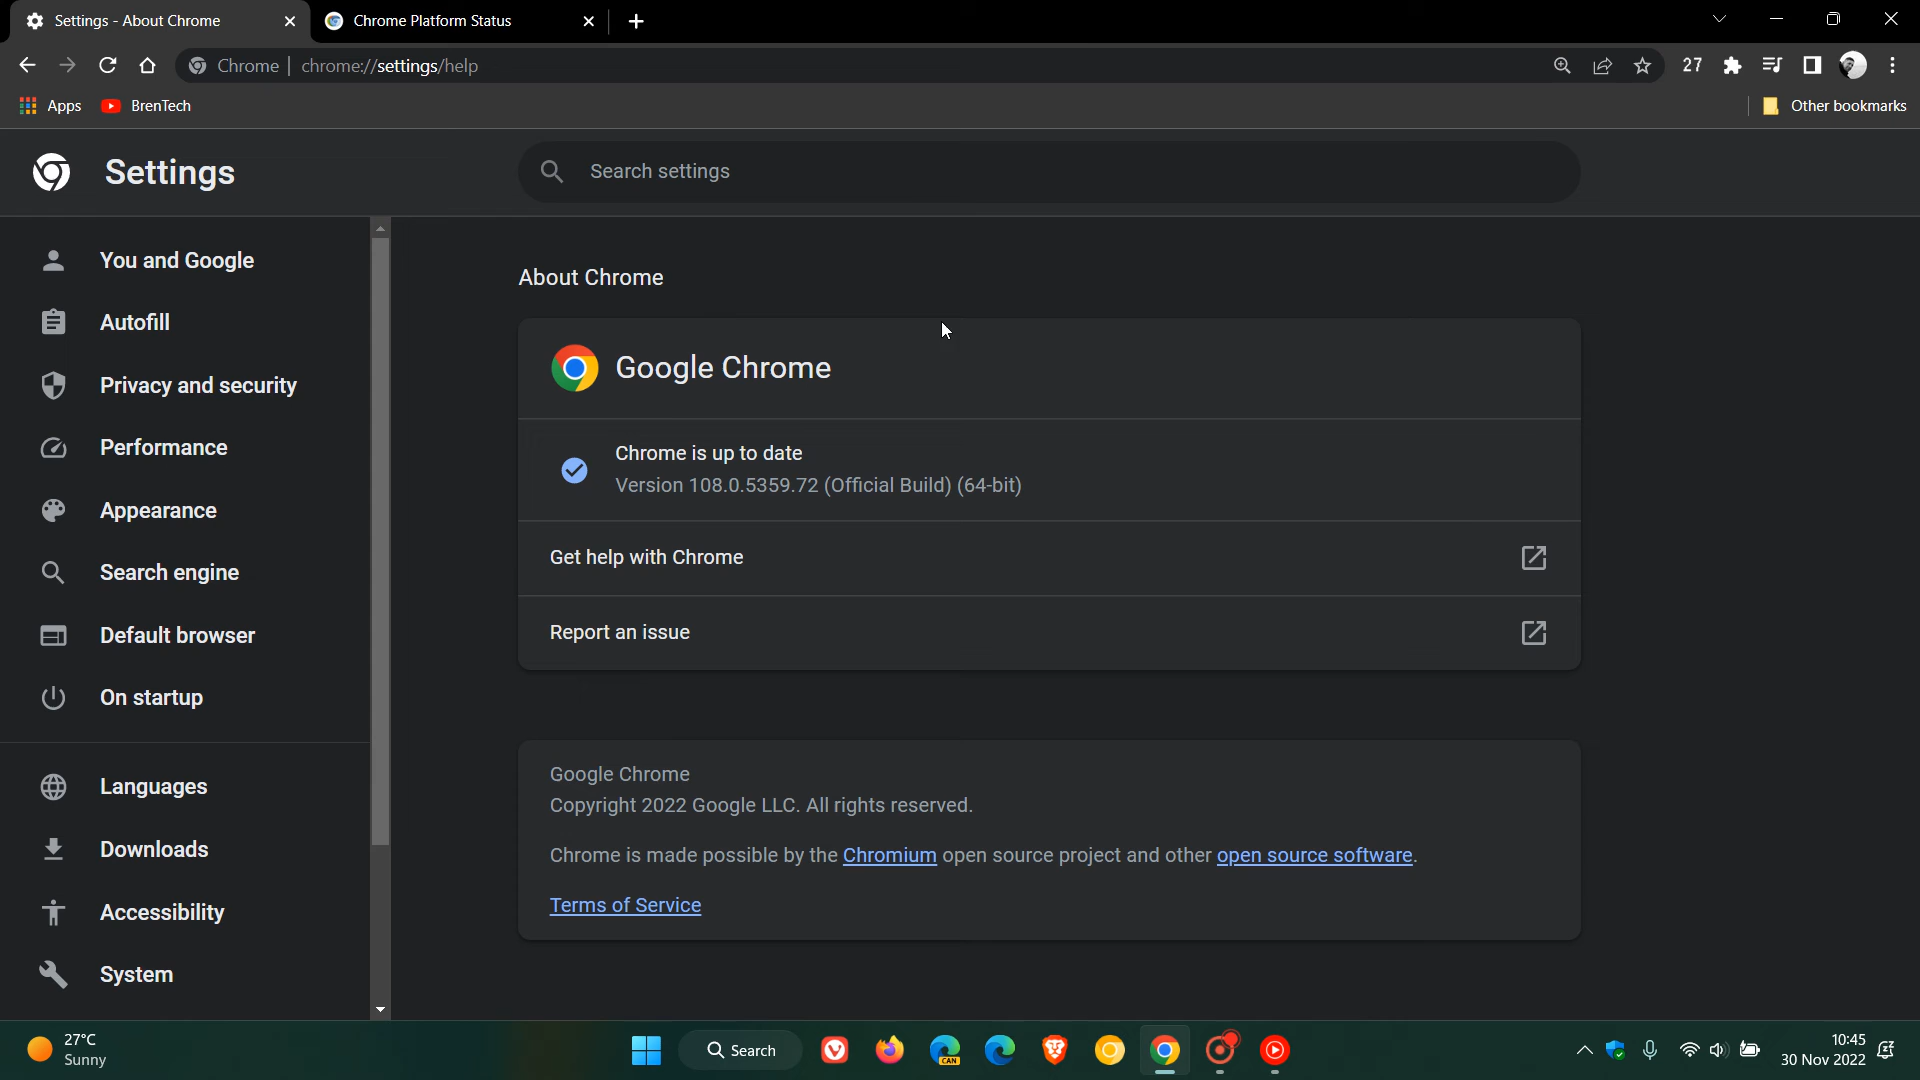 Settings - About Chrome
Chrome Platform Status
Chrome
chrome://settings/help
27
Apps
BrenTech
Other bookmarks
Settings
Search settings
You and Google
Autofill
Privacy and security
Performance
Appearance
Search engine
Default browser
On startup
Languages
Downloads
Accessibility
System
About Chrome
Google Chrome
Chrome is up to date
Version 108.0.5359.72 (Official Build) (64-bit)
Get help with Chrome
Report an issue
Google Chrome
Copyright 2022 Google LLC. All rights reserved.
Chrome is made possible by the Chromium open source project and other open source software.
Terms of Service
27°C
Sunny
Search
CAN
10:45
30 Nov 2022